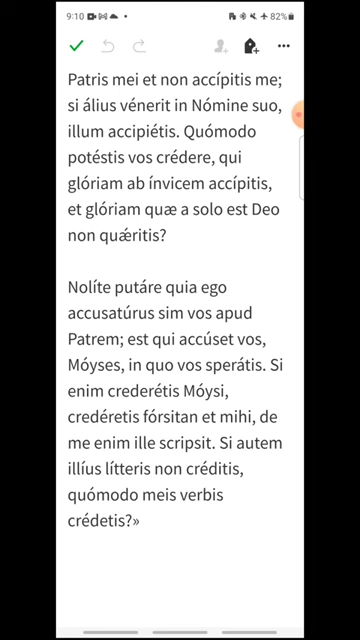 9:10
82%
Patris mei et non accípitis me;
si álius vénerit in Nómine suo,
illum accipiétis. Quómodo
potéstis vos crédere, qui
glóriam ab ínvicem accípitis,
et glóriam quæ a solo est Deo
non quǽritis?
Nolíte putáre quia ego
accusatúrus sim vos apud
Patrem; est qui accúset vos,
Móyses, in quo vos sperátis. Si
enim crederétis Móysi,
credéretis fórsitan et mihi, de
me enim ille scripsit. Si autem
illíus lítteris non créditis,
quómodo meis verbis
crédetis?»